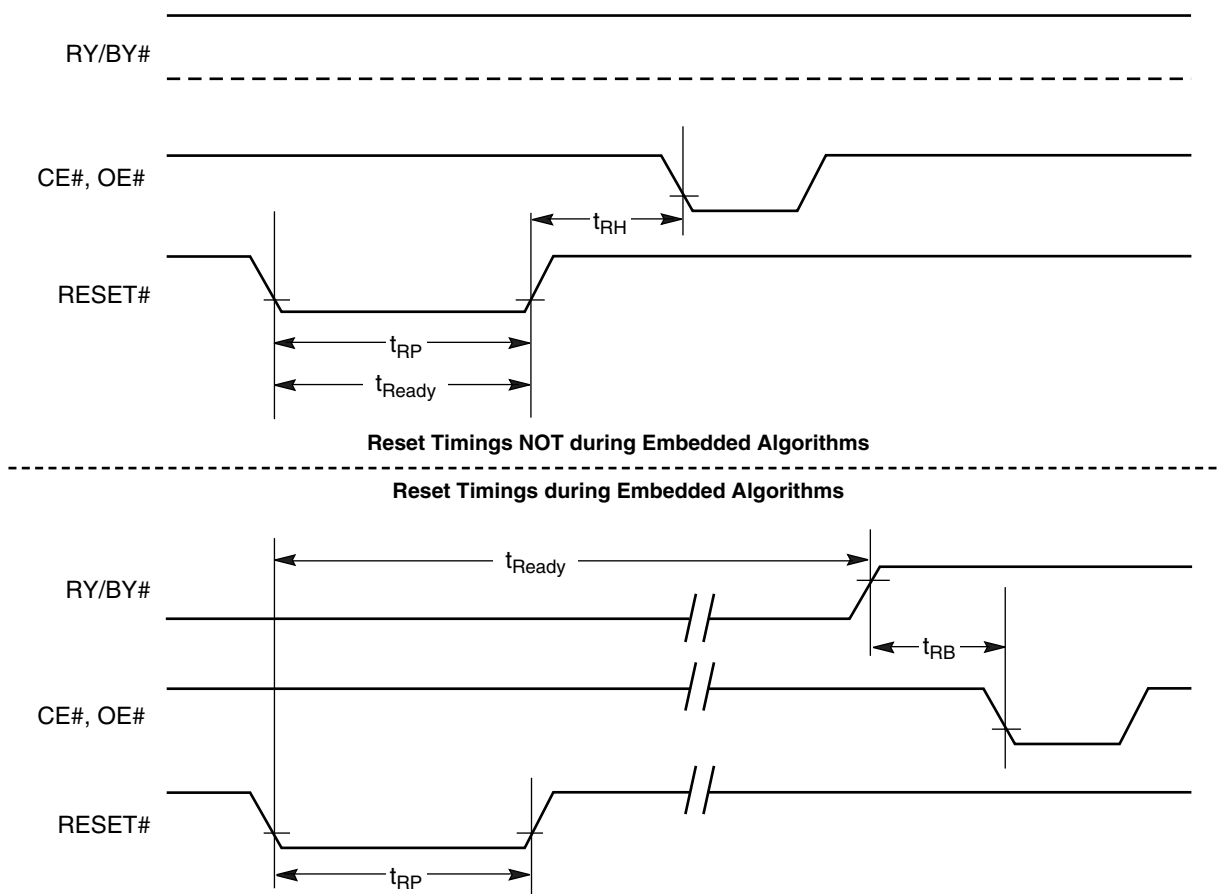 RY/BY#
CE#, OE#
tRH
RESET#
tRP
tReady
Reset Timings NOT during Embedded Algorithms
Reset Timings during Embedded Algorithms
tReady
RY/BY#
tRB
CE#, OE#
RESET#
tRP